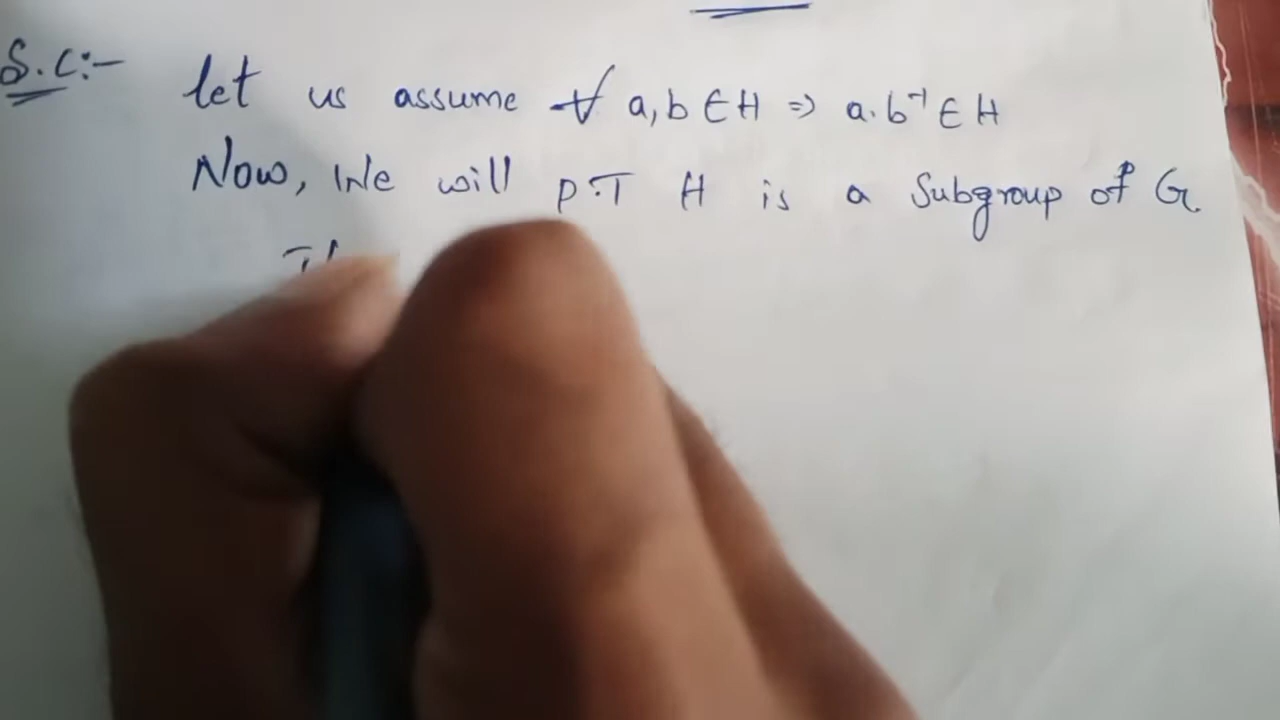 S.C:- let us assume ∀ a,b ∈ H ⇒ a.b⁻¹ ∈ H
Now, We will p.T H is a Subgroup of G